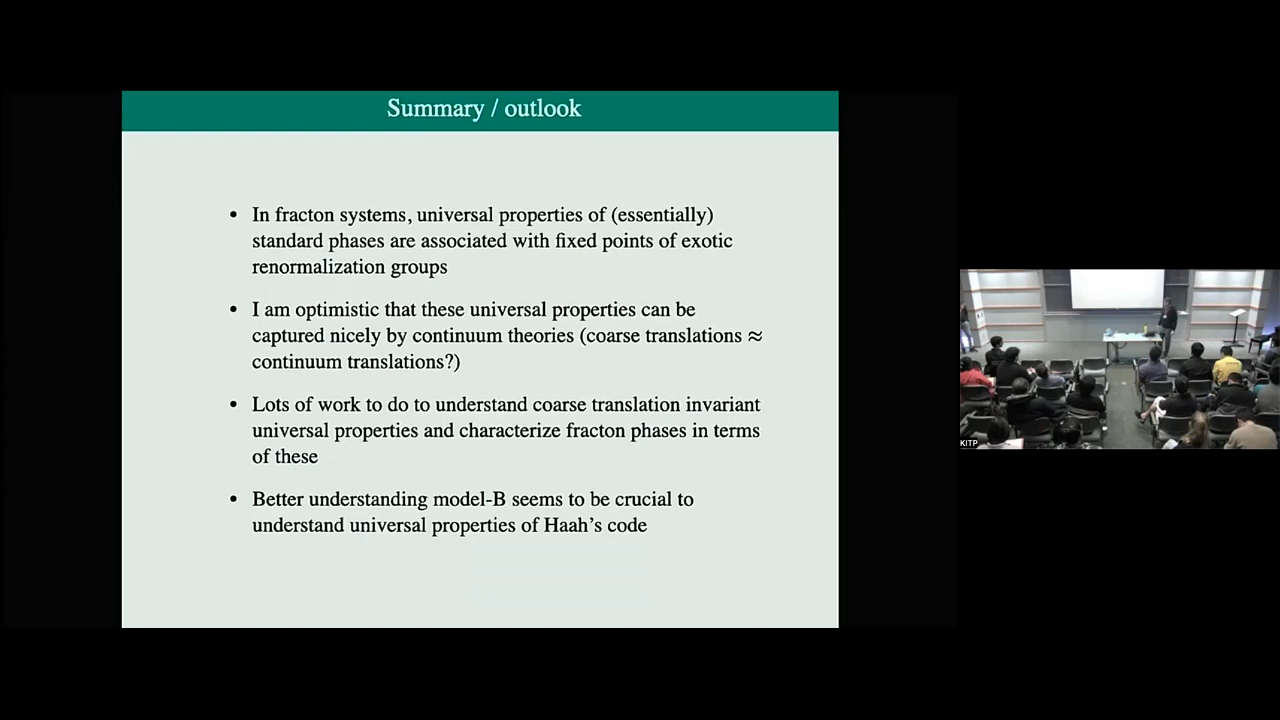 Summary / outlook
• In fracton systems, universal properties of (essentially)
standard phases are associated with fixed points of exotic
renormalization groups
• I am optimistic that these universal properties can be
captured nicely by continuum theories (coarse translations ≈
continuum translations?)
• Lots of work to do to understand coarse translation invariant
universal properties and characterize fracton phases in terms
of these
• Better understanding model-B seems to be crucial to
understand universal properties of Haah's code
KITP